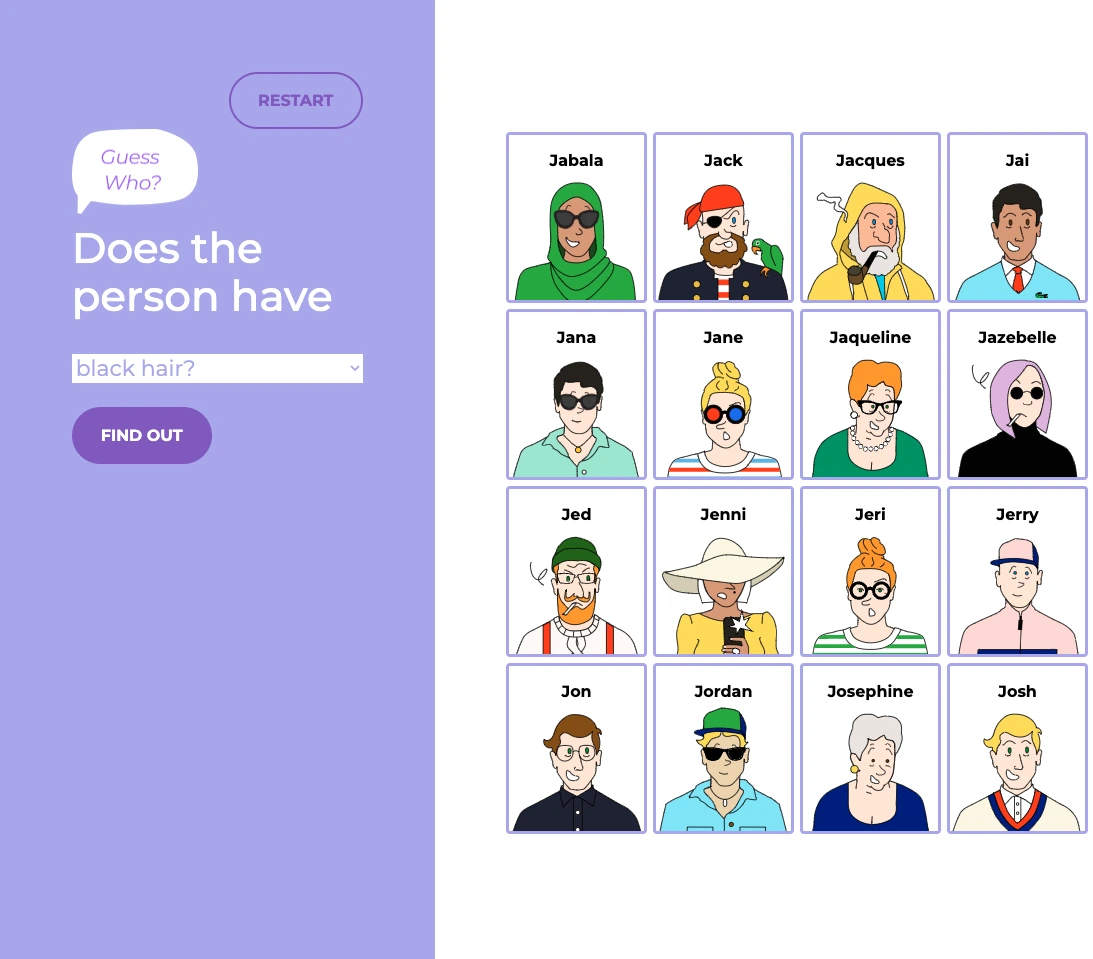 RESTART
Guess
Who?
Does the
person have
black hair?
FIND OUT
Jabala
Jack
Jacques
Jai
Jana
Jane
Jaqueline
Jazebelle
Jed
Jenni
Jeri
Jerry
Jon
Jordan
Josephine
Josh